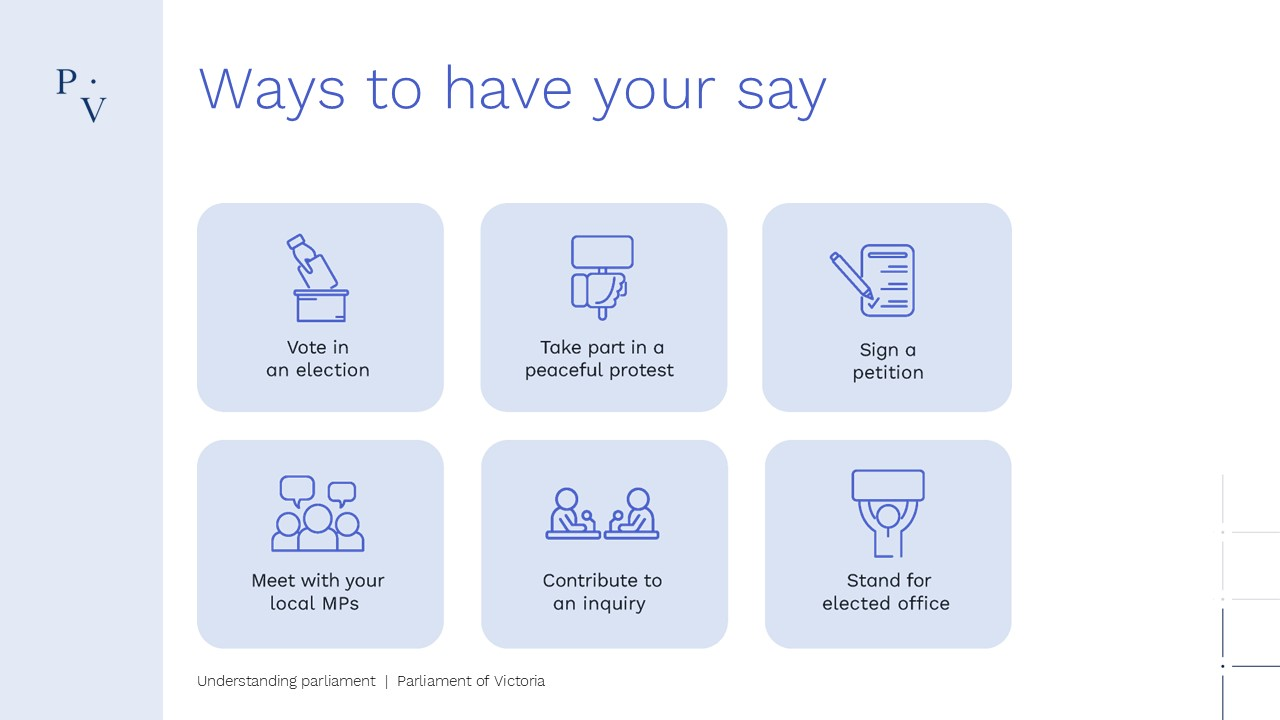 P .
V
Ways to have your say
Vote in
an election
Take part in a
peaceful protest
Sign a
petition
Meet with your
local MPs
Contribute to
an inquiry
Stand for
elected office
Understanding parliament | Parliament of Victoria